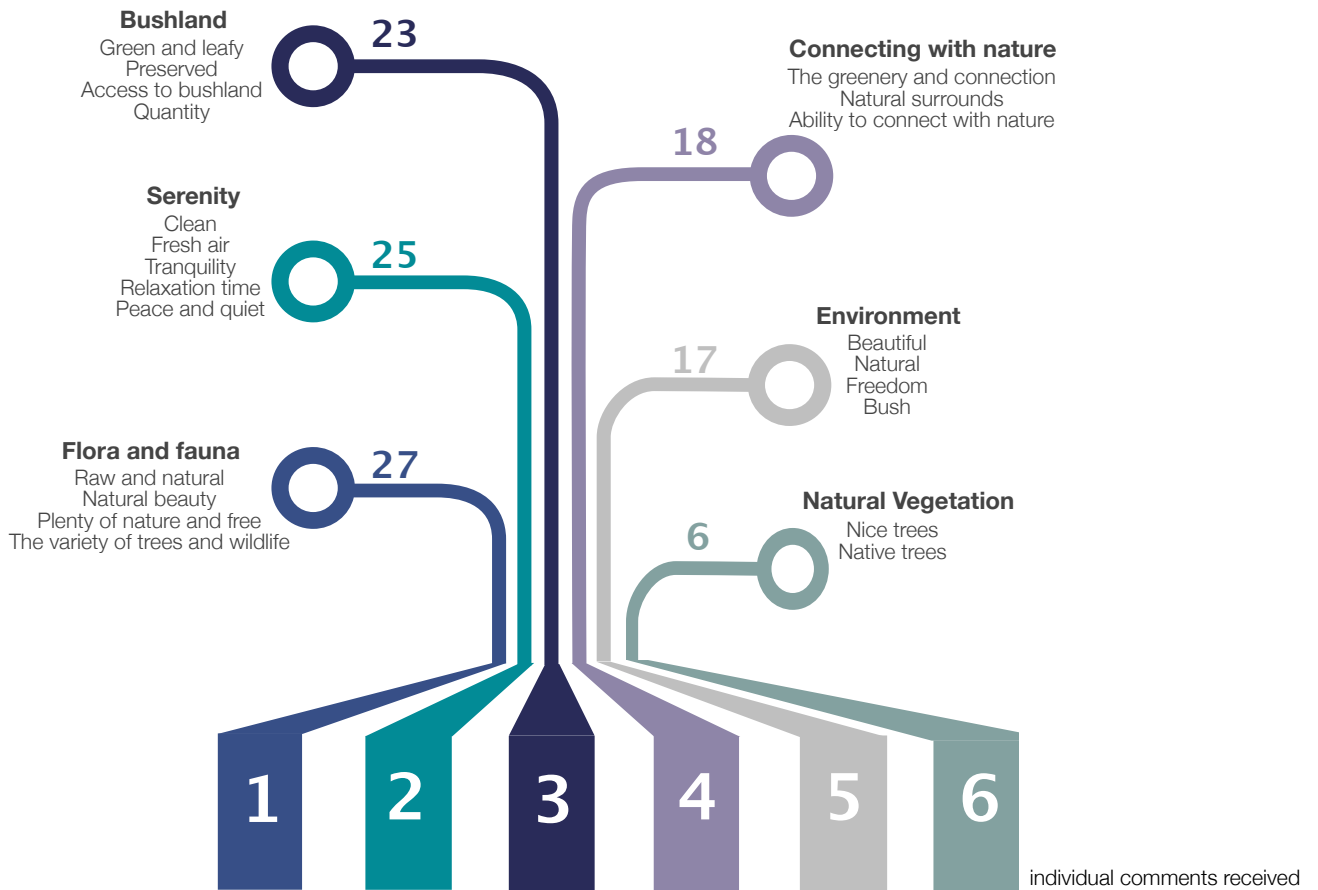 Bushland
Green and leafy
Preserved
Access to bushland
Quantity
23
Connecting with nature
The greenery and connection
Natural surrounds
Ability to connect with nature
18
Serenity
Clean
Fresh air
Tranquility
Relaxation time
Peace and quiet
25
Environment
Beautiful
Natural
Freedom
Bush
17
Flora and fauna
Raw and natural
Natural beauty
Plenty of nature and free
The variety of trees and wildlife
27
Natural Vegetation
Nice trees
Native trees
6
1
2
3
4
5
6
individual comments received